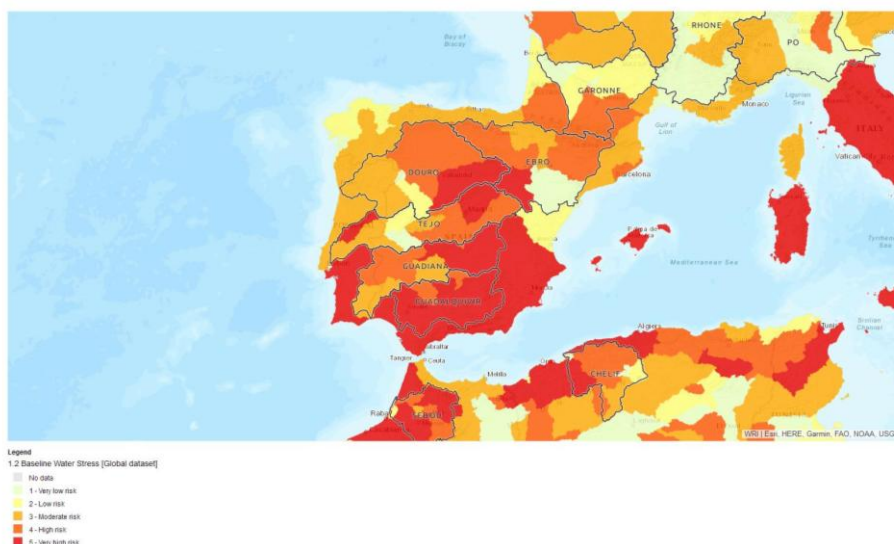 Bay of
Biscay
RHONE
PO
GARONNE
Ligurian
Sea
Monaco
ITALY
Gulf of
Lion
Vatican
EBRO
DOURO
Barcelona
TEJO
Palma de
SPAIN
Tyrrhenian
Sea
Mediterranean Sea
GUADIANA
GUADALQUIVIR
Murcia
Sicilian
Channel
Gibraltar
Algiers
Tunis
Tangier
Ceuta
Melilla
CHELIF
Rabat
SEBOU
WRI | Esri, HERE, Garmin, FAO, NOAA, USG
Legend
1.2 Baseline Water Stress [Global dataset]
No data
1 - Very low risk
2 - Low risk
3 - Moderate risk
4 - High risk
5 - Very high risk